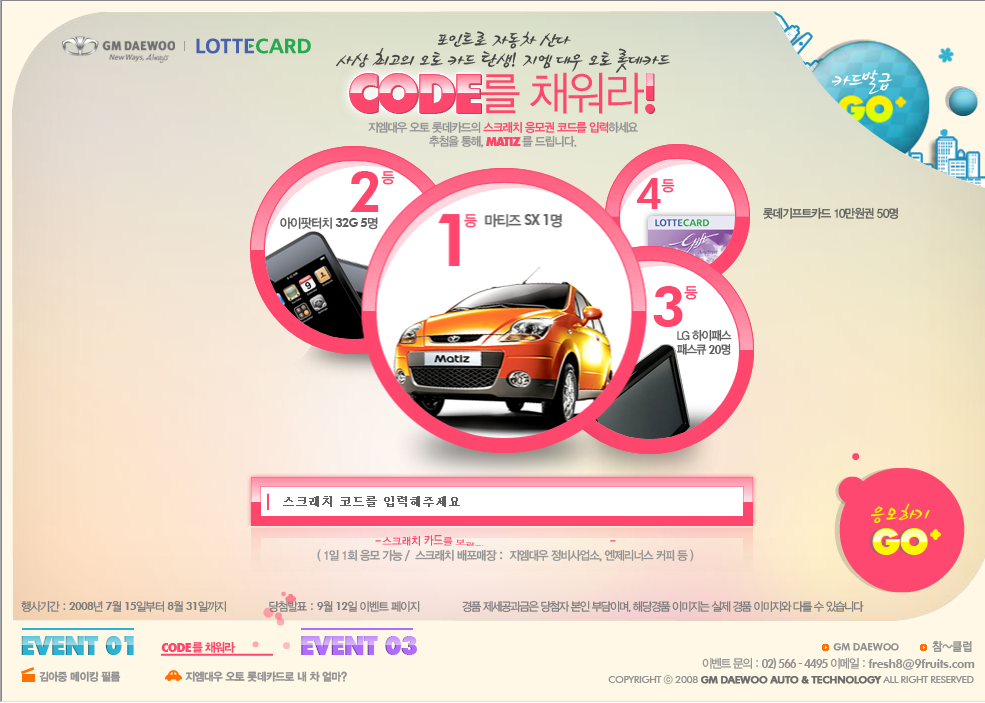 GM DAEWOO
New Ways, Always
LOTTECARD
포인트로 자동차 산다
사상 최고의 오토 카드 탄생! 지엠대우 오토 롯데카드
CODE를 채워라!
지엠대우 오토 롯데카드의 스크래치 응모권 코드를 입력하세요
추첨을 통해, MATIZ 를 드립니다.
카드발급
GO+
2등
아이팟터치 32G 5명
1등 마티즈 SX 1명
Matiz
4등
LOTTECARD
Gift
롯데기프트카드 10만원권 50명
3등
LG 하이패스
패스큐 20명
스크래치 코드를 입력해주세요
-스크래치 카드를
( 1일 1회 응모 가능 / 스크래치 배포매장 : 지엠대우 정비사업소, 엔제리너스 커피 등 )
응모하기
GO+
행사기간 : 2008년 7월 15일부터 8월 31일까지
당첨발표 : 9월 12일 이벤트 페이지
경품 제세공과금은 당첨자 본인 부담이며, 해당경품 이미지는 실제 경품 이미지와 다를 수 있습니다
EVENT 01
CODE를 채워라
EVENT 03
김아중 메이킹 필름
지엠대우 오토 롯데카드로 내 차 얼마?
GM DAEWOO
참~클럽
이벤트 문의 : 02) 566 - 4495 이메일 : fresh8@9fruits.com
COPYRIGHT ⓒ 2008 GM DAEWOO AUTO & TECHNOLOGY ALL RIGHT RESERVED